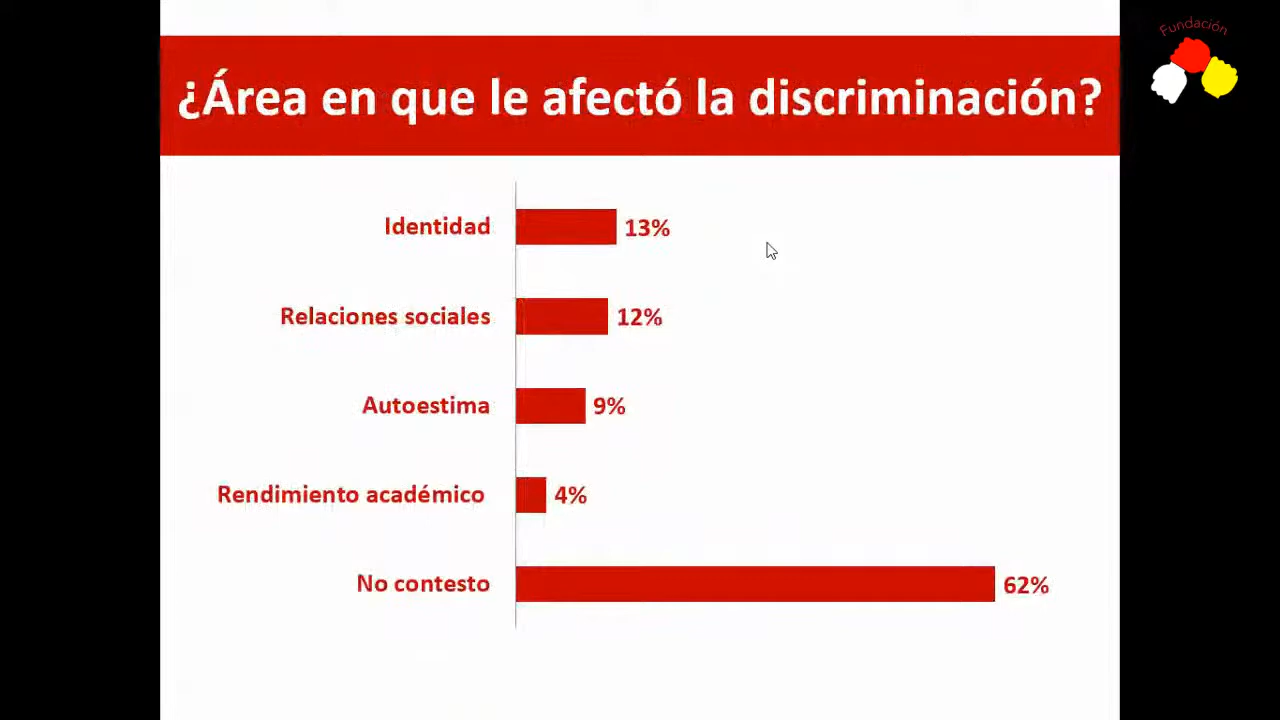 Fundación
¿Área en que le afectó la discriminación?
Identidad 13%
Relaciones sociales 12%
Autoestima 9%
Rendimiento académico 4%
No contesto 62%